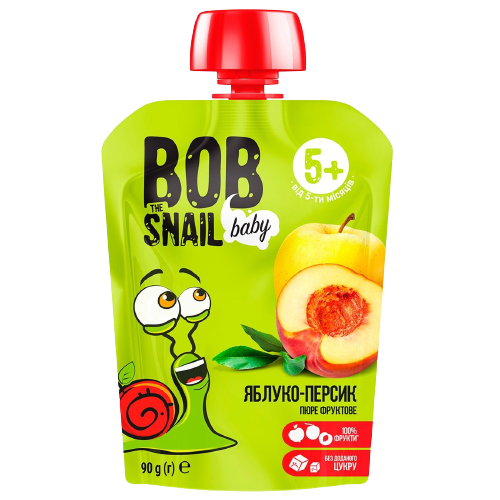 BOB
THE
SNAIL
baby
5+
від 5-ти місяців
ЯБЛУКО-ПЕРСИК
ПЮРЕ ФРУКТОВЕ
100%
ФРУКТИ*
БЕЗ ДОДАНОГО
ЦУКРУ
90 g (г) ℮